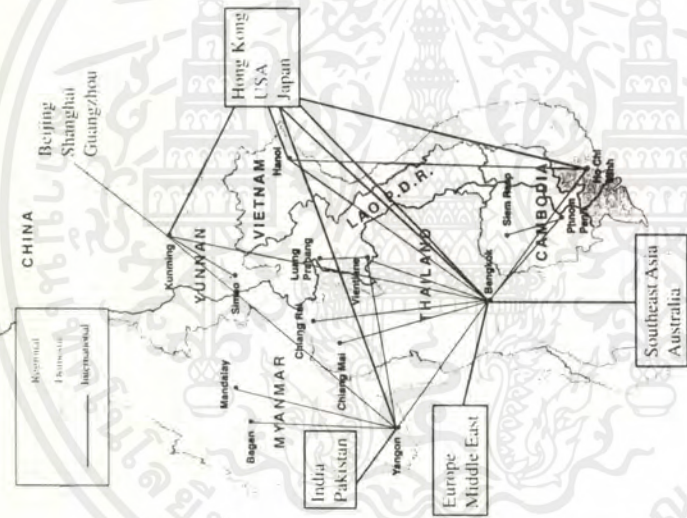 CHINA
Beijing
Shanghai
Guangzhou
Regional
Domestic
International
Kunming
YUNNAN
Simao
Hong Kong
USA
Japan
VIETNAM
Hanoi
Mandalay
Bagan
MYANMAR
Luang
Prabang
LAO P.D.R.
Vientiane
Chiang Rai
Chiang Mai
India
Pakistan
Yangon
THAILAND
Bangkok
Siem Reap
CAMBODIA
Phnom
Penh
Ho Chi
Minh
Europe
Middle East
Southeast Asia
Australia